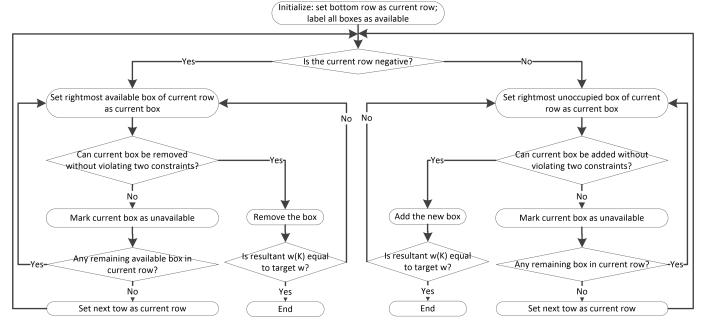 Initialize: set bottom row as current row;
label all boxes as available
Is the current row negative?
Yes
No
Set rightmost available box of current row
as current box
Can current box be removed
without violating two constraints?
Yes
No
Mark current box as unavailable
Any remaining available box in
current row?
Yes
No
Set next tow as current row
Remove the box
Is resultant w(K) equal
to target w?
No
Yes
End
Set rightmost unoccupied box of current
row as current box
Can current box be added without
violating two constraints?
Yes
No
Mark current box as unavailable
Any remaining box in current row?
Yes
No
Set next tow as current row
Add the new box
Is resultant w(K) equal
to target w?
No
Yes
End